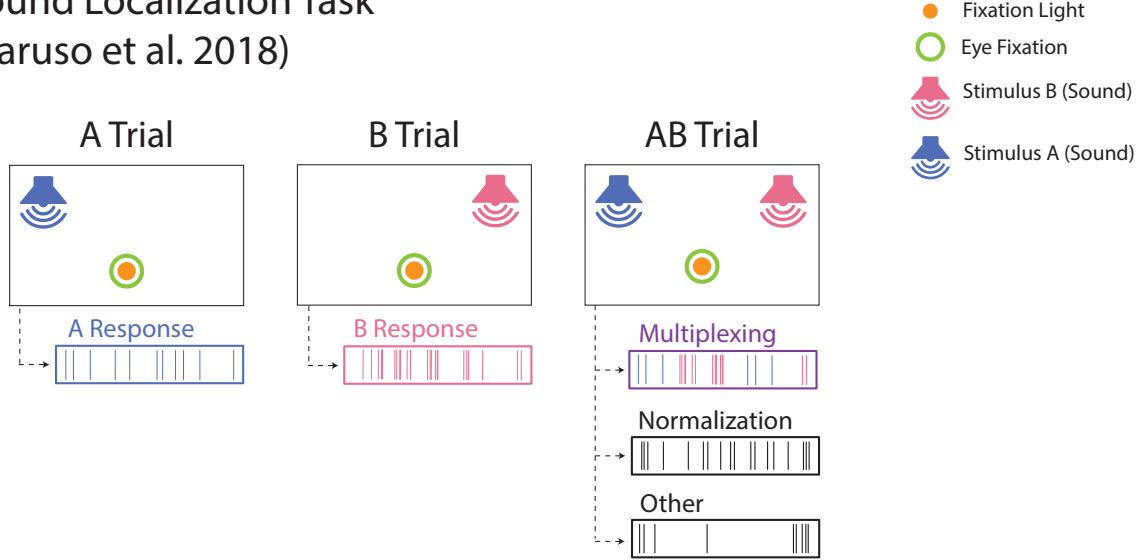 ound Localization Task
aruso et al. 2018)
Fixation Light
Eye Fixation
Stimulus B (Sound)
Stimulus A (Sound)
A Trial
B Trial
AB Trial
A Response
B Response
Multiplexing
Normalization
Other